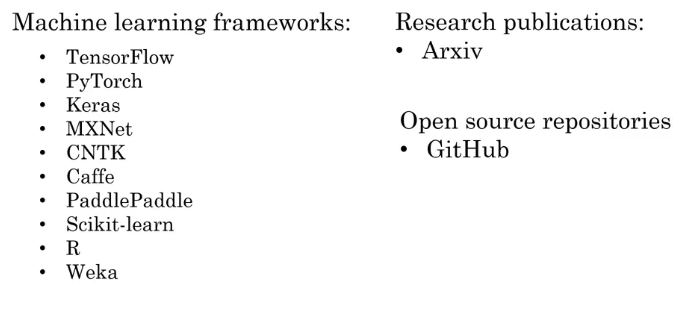 Machine learning frameworks:
• TensorFlow
• PyTorch
• Keras
• MXNet
• CNTK
• Caffe
• PaddlePaddle
• Scikit-learn
• R
• Weka
Research publications:
• Arxiv
Open source repositories
• GitHub